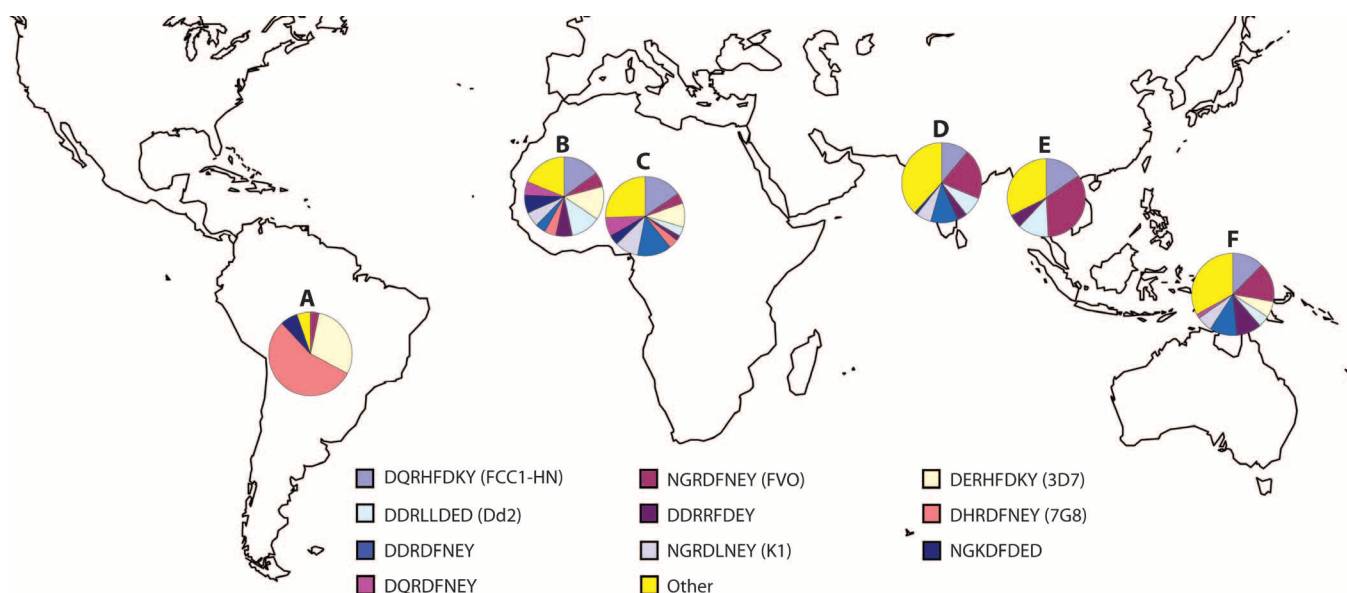 A
B
C
D
E
F
DQRHFDKY (FCC1-HN)
NGRDFNEY (FVO)
DERHFDKY (3D7)
DDRLLDED (Dd2)
DDRRFDEY
DHRDFNEY (7G8)
DDRDFNEY
NGRDLNEY (K1)
NGKDFDED
DQRDFNEY
Other